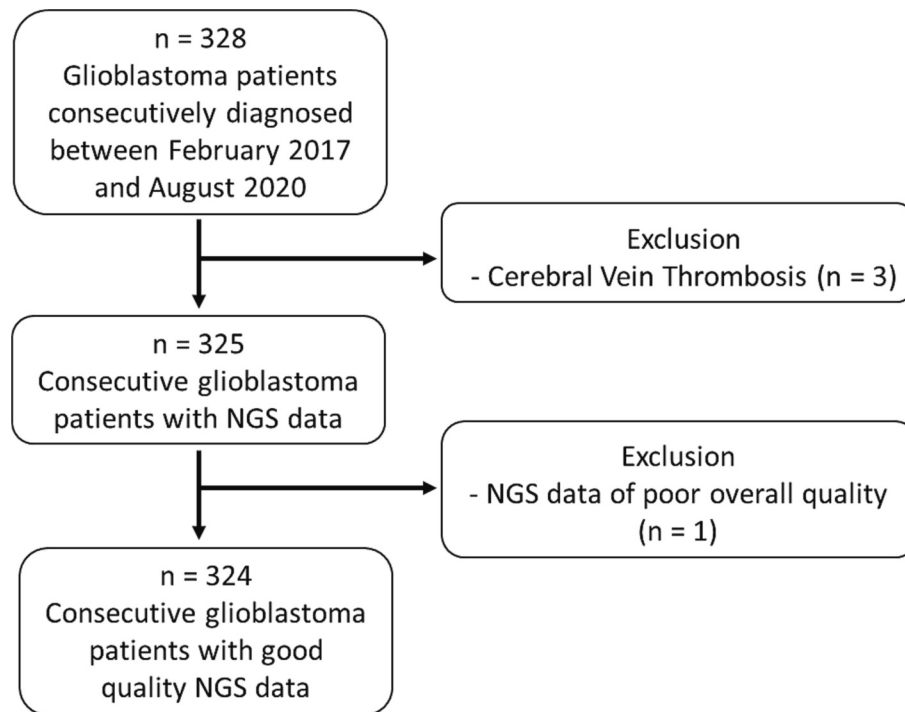 n = 328
Glioblastoma patients
consecutively diagnosed
between February 2017
and August 2020
Exclusion
- Cerebral Vein Thrombosis (n = 3)
n = 325
Consecutive glioblastoma
patients with NGS data
Exclusion
- NGS data of poor overall quality
(n = 1)
n = 324
Consecutive glioblastoma
patients with good
quality NGS data